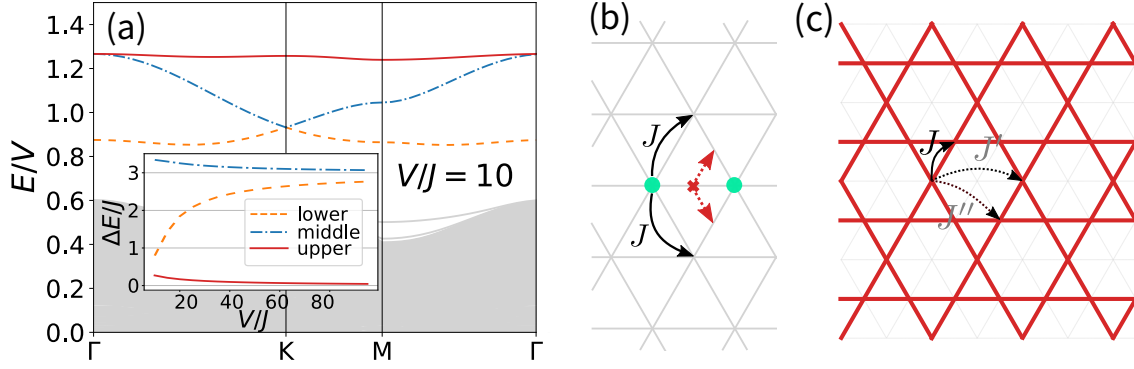 (a)
E/V
1.4
1.2
1.0
0.8
0.6
0.4
0.2
0.0
Γ
K
M
Γ
V/J = 10
ΔE/J
3
2
1
0
20
40
60
80
V/J
lower
middle
upper
(b)
J
J
(c)
J
J'
J''